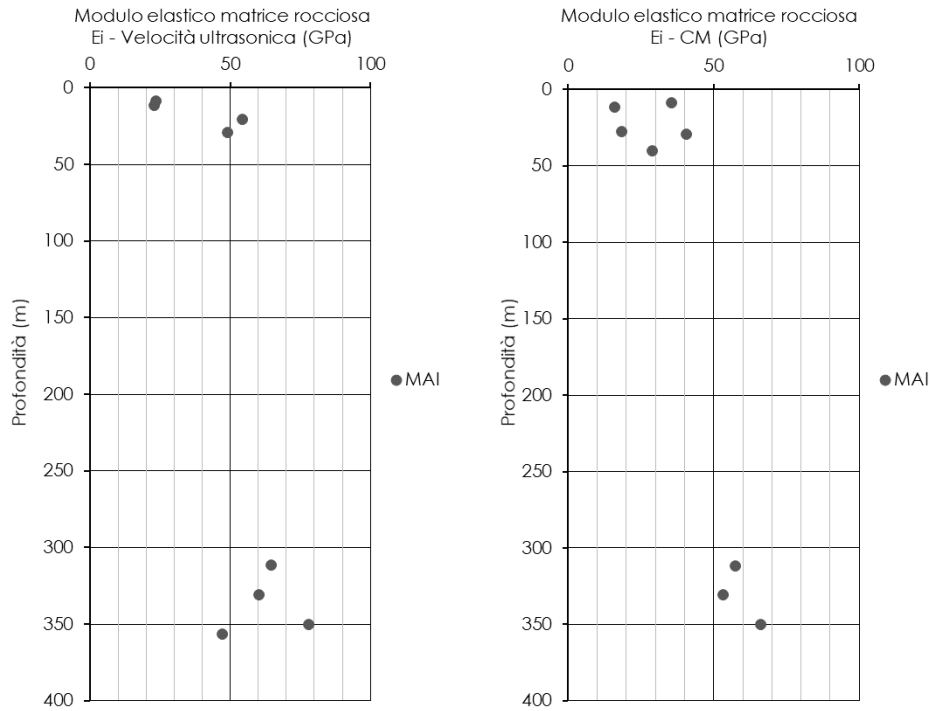 Modulo elastico matrice rocciosa
Ei - Velocità ultrasonica (GPa)
0 50 100
0
50
100
150
200
250
300
350
400
Profondità (m)
MAI
Modulo elastico matrice rocciosa
Ei - CM (GPa)
0 50 100
0
50
100
150
200
250
300
350
400
Profondità (m)
MAI